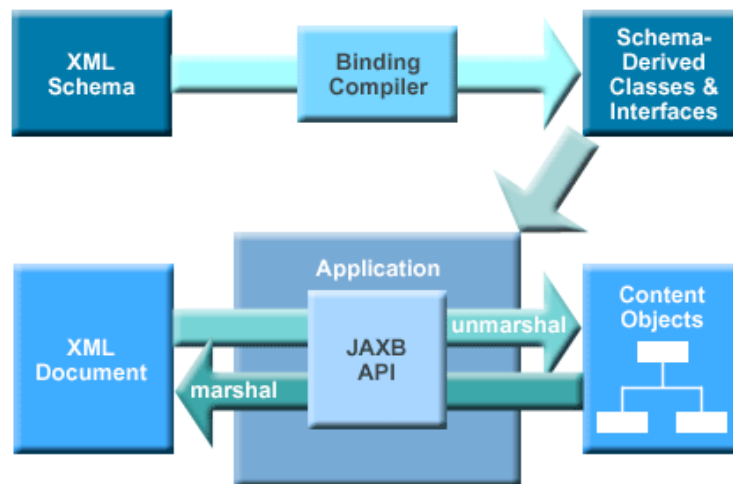 XML
Schema
Binding
Compiler
Schema-
Derived
Classes &
Interfaces
Application
XML
Document
unmarshal
marshal
JAXB
API
Content
Objects